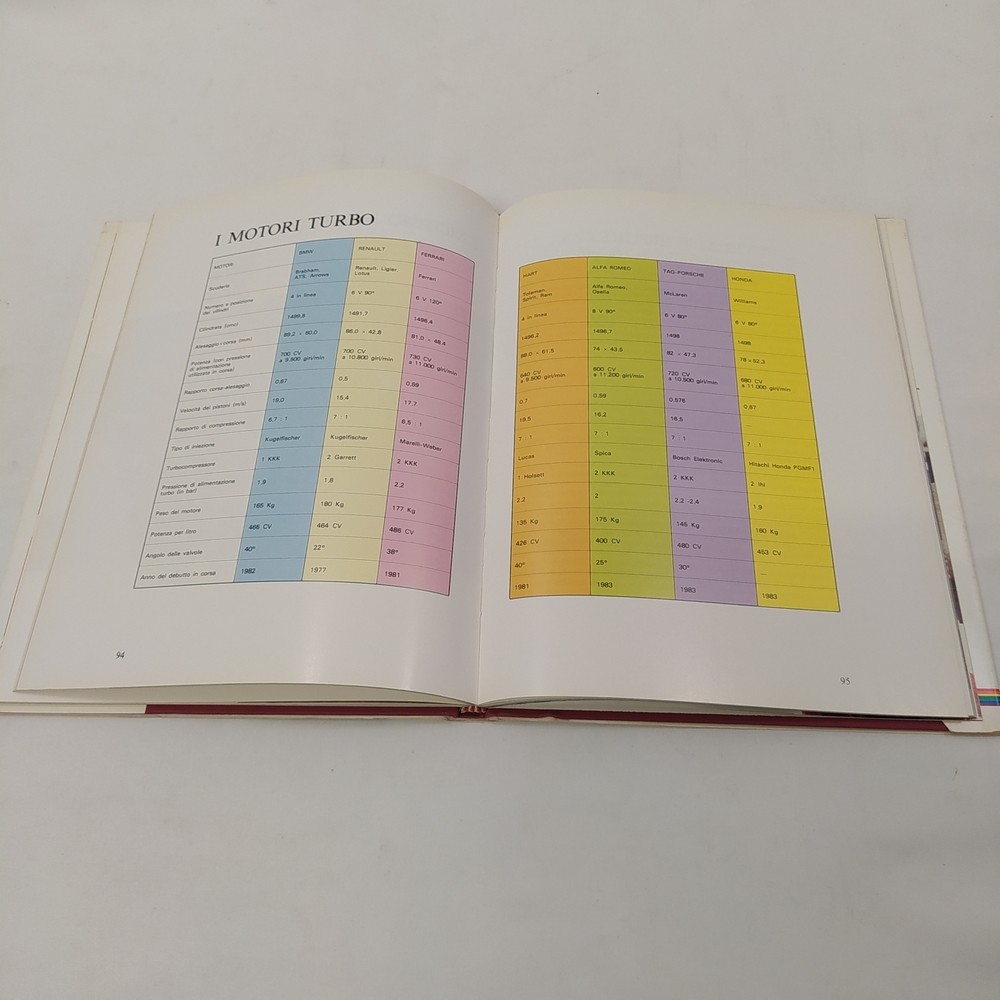 I MOTORI TURBO
MOTORI BMW RENAULT FERRARI
Scuderia Brabham, ATS, Arrows Renault, Ligier, Lotus Ferrari
Numero e posizione dei cilindri 4 in linea 6 V 90° 6 V 120°
Cilindrata (cmc) 1499,8 1491,7 1496,4
Alesaggio-corsa (mm) 89,2 × 60,0 86,0 × 42,8 81,0 × 48,4
Potenza (con pressione di alimentazione utilizzata in corsa) 700 CV a 9.500 giri/min 700 CV a 10.800 giri/min 730 CV a 11.000 giri/min
Rapporto corsa-alesaggio 0,67 0,5 0,59
Velocità dei pistoni (m/s) 19,0 15,4 17,7
Rapporto di compressione 6,7 : 1 7 : 1 6,5 : 1
Tipo di iniezione Kugelfischer Kugelfischer Marelli-Weber
Turbocompressore 1 KKK 2 Garrett 2 KKK
Pressione di alimentazione turbo (in bar) 1,9 1,8 2,2
Peso del motore 165 Kg 180 Kg 177 Kg
Potenza per litro 466 CV 464 CV 486 CV
Angolo delle valvole 40° 22° 38°
Anno del debutto in corsa 1982 1977 1981
94
HART ALFA ROMEO TAG-PORSCHE HONDA
Toleman, Spirit, Ram Alfa Romeo, Osella McLaren Williams
4 in linea 8 V 90° 6 V 80° 6 V 80°
1496,2 1496,7 1498 1498
88,0 × 61,5 74 × 43,5 82 × 47,3 78 × 52,3
640 CV a 9.500 giri/min 600 CV a 11.200 giri/min 720 CV a 10.500 giri/min 680 CV a 11.000 giri/min
0,7 0,59 0,576 0,67
19,5 16,2 16,5 —
7 : 1 7 : 1 7 : 1 7 : 1
Lucas Spica Bosch Elektronic Hitachi Honda PGMF1
1 Holsett 2 KKK 2 KKK 2 Ihi
2,2 2 2,2 -2,4 1,9
135 Kg 175 Kg 145 Kg 160 Kg
426 CV 400 CV 480 CV 453 CV
40° 25° 30° —
1981 1983 1983 1983
95